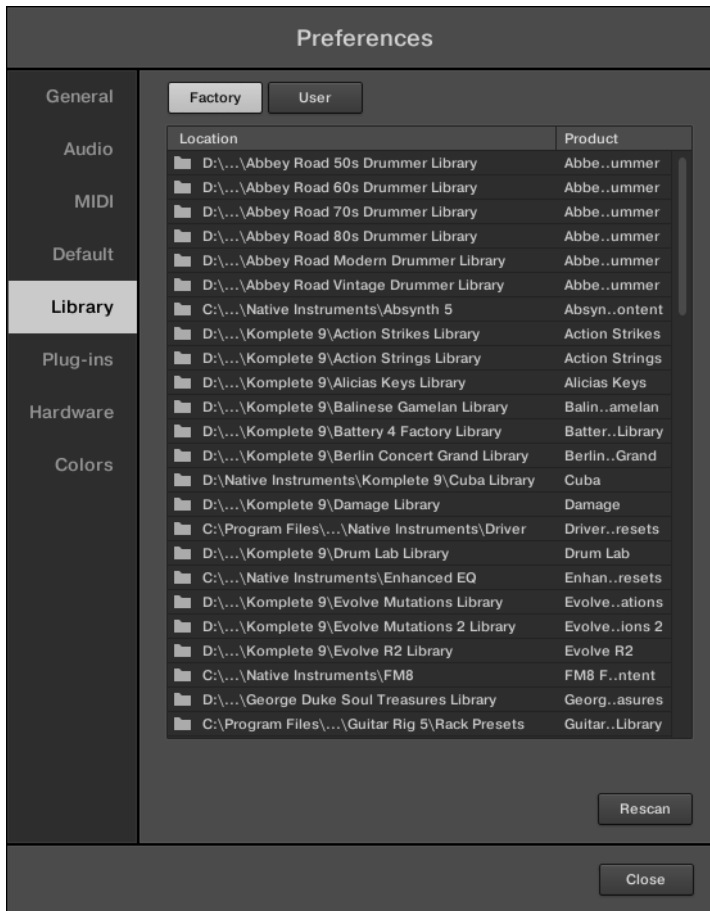 Preferences
General
Audio
MIDI
Default
Library
Plug-ins
Hardware
Colors
Factory User
Location Product
D:\...\Abbey Road 50s Drummer Library Abbe..ummer
D:\...\Abbey Road 60s Drummer Library Abbe..ummer
D:\...\Abbey Road 70s Drummer Library Abbe..ummer
D:\...\Abbey Road 80s Drummer Library Abbe..ummer
D:\...\Abbey Road Modern Drummer Library Abbe..ummer
D:\...\Abbey Road Vintage Drummer Library Abbe..ummer
C:\...\Native Instruments\Absynth 5 Absyn..ontent
D:\...\Komplete 9\Action Strikes Library Action Strikes
D:\...\Komplete 9\Action Strings Library Action Strings
D:\...\Komplete 9\Alicias Keys Library Alicias Keys
D:\...\Komplete 9\Balinese Gamelan Library Balin..amelan
D:\...\Komplete 9\Battery 4 Factory Library Batter..Library
D:\...\Komplete 9\Berlin Concert Grand Library Berlin..Grand
D:\Native Instruments\Komplete 9\Cuba Library Cuba
D:\...\Komplete 9\Damage Library Damage
C:\Program Files\...\Native Instruments\Driver Driver..resets
D:\...\Komplete 9\Drum Lab Library Drum Lab
C:\...\Native Instruments\Enhanced EQ Enhan..resets
D:\...\Komplete 9\Evolve Mutations Library Evolve..ations
D:\...\Komplete 9\Evolve Mutations 2 Library Evolve..ions 2
D:\...\Komplete 9\Evolve R2 Library Evolve R2
C:\...\Native Instruments\FM8 FM8 F..ntent
D:\...\George Duke Soul Treasures Library Georg..asures
C:\Program Files\...\Guitar Rig 5\Rack Presets Guitar..Library
Rescan
Close